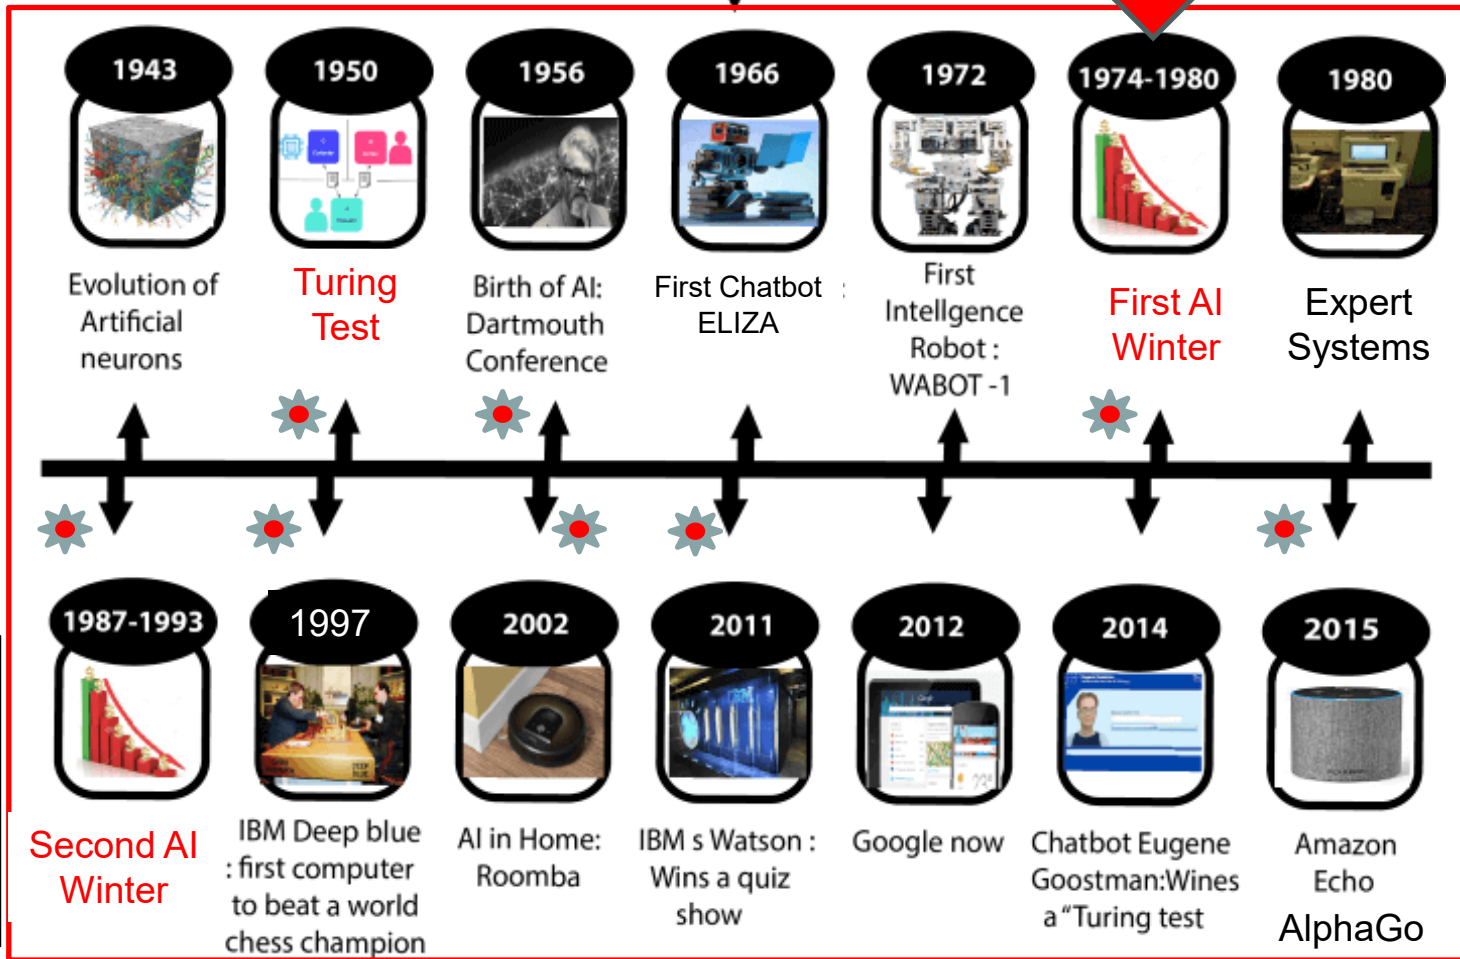 1943
1950
1956
1966
1972
1974-1980
1980
Evolution of
Artificial
neurons
Turing
Test
Birth of AI:
Dartmouth
Conference
First Chatbot :
ELIZA
First
Intellgence
Robot :
WABOT -1
First AI
Winter
Expert
Systems
1987-1993
1997
2002
2011
2012
2014
2015
Second AI
Winter
IBM Deep blue
: first computer
to beat a world
chess champion
AI in Home:
Roomba
IBM s Watson :
Wins a quiz
show
Google now
Chatbot Eugene
Goostman:Wines
a “Turing test
Amazon
Echo
AlphaGo